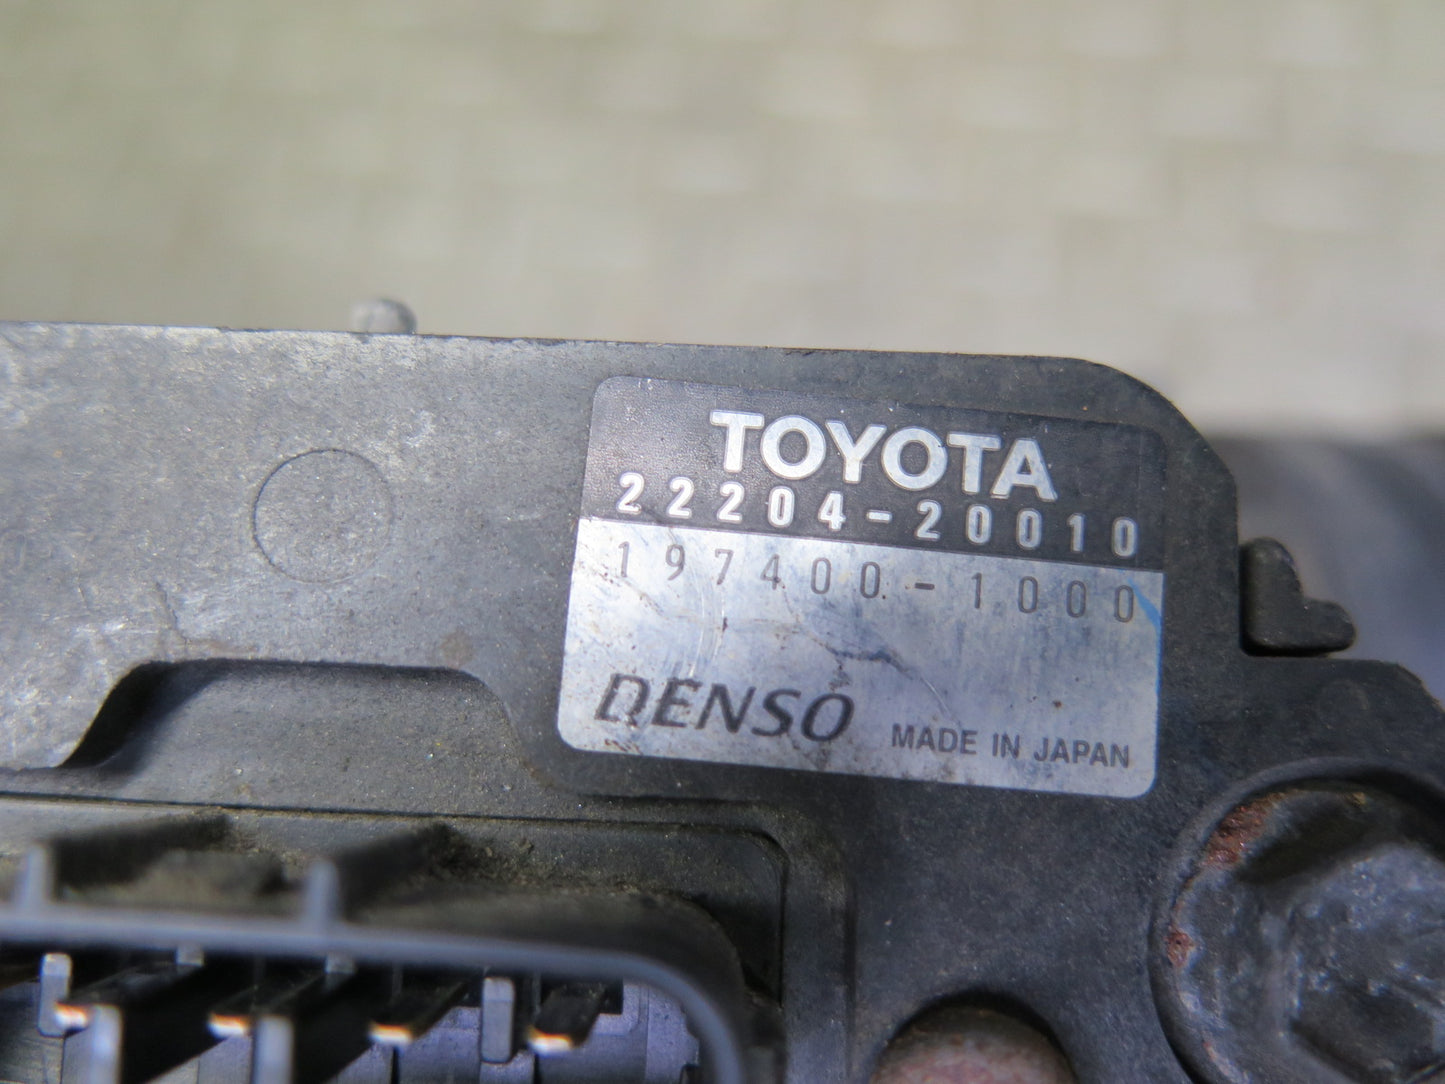 TOYOTA
22204-20010
197400-1000
DENSO
MADE IN JAPAN